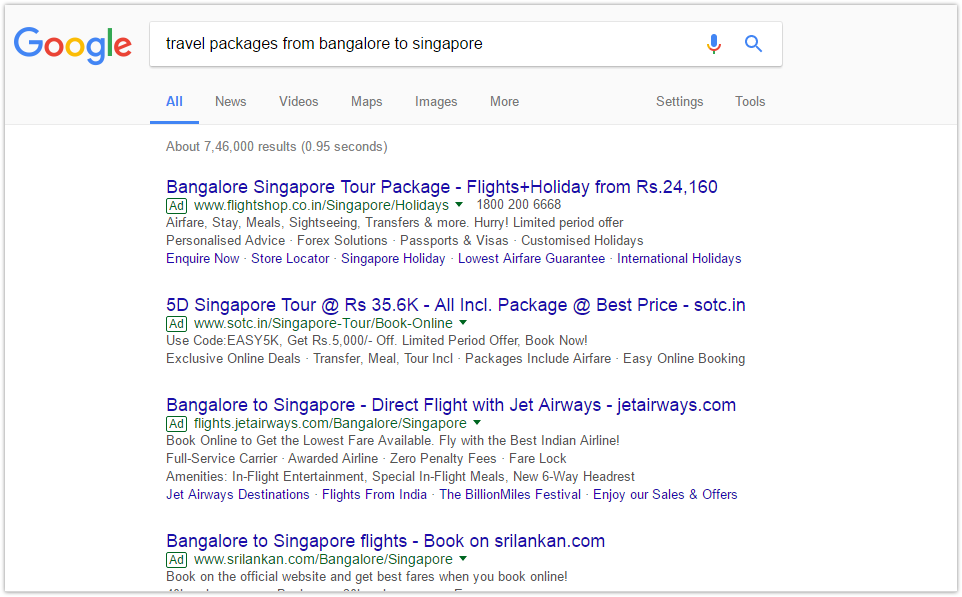 Google
travel packages from bangalore to singapore
All News Videos Maps Images More Settings Tools
About 7,46,000 results (0.95 seconds)
Bangalore Singapore Tour Package - Flights+Holiday from Rs.24,160
Ad www.flightshop.co.in/Singapore/Holidays 1800 200 6668
Airfare, Stay, Meals, Sightseeing, Transfers & more. Hurry! Limited period offer
Personalised Advice · Forex Solutions · Passports & Visas · Customised Holidays
Enquire Now · Store Locator · Singapore Holiday · Lowest Airfare Guarantee · International Holidays
5D Singapore Tour @ Rs 35.6K - All Incl. Package @ Best Price - sotc.in
Ad www.sotc.in/Singapore-Tour/Book-Online
Use Code:EASY5K, Get Rs.5,000/- Off. Limited Period Offer, Book Now!
Exclusive Online Deals · Transfer, Meal, Tour Incl · Packages Include Airfare · Easy Online Booking
Bangalore to Singapore - Direct Flight with Jet Airways - jetairways.com
Ad flights.jetairways.com/Bangalore/Singapore
Book Online to Get the Lowest Fare Available. Fly with the Best Indian Airline!
Full-Service Carrier · Awarded Airline · Zero Penalty Fees · Fare Lock
Amenities: In-Flight Entertainment, Special In-Flight Meals, New 6-Way Headrest
Jet Airways Destinations · Flights From India · The BillionMiles Festival · Enjoy our Sales & Offers
Bangalore to Singapore flights - Book on srilankan.com
Ad www.srilankan.com/Bangalore/Singapore
Book on the official website and get best fares when you book online!